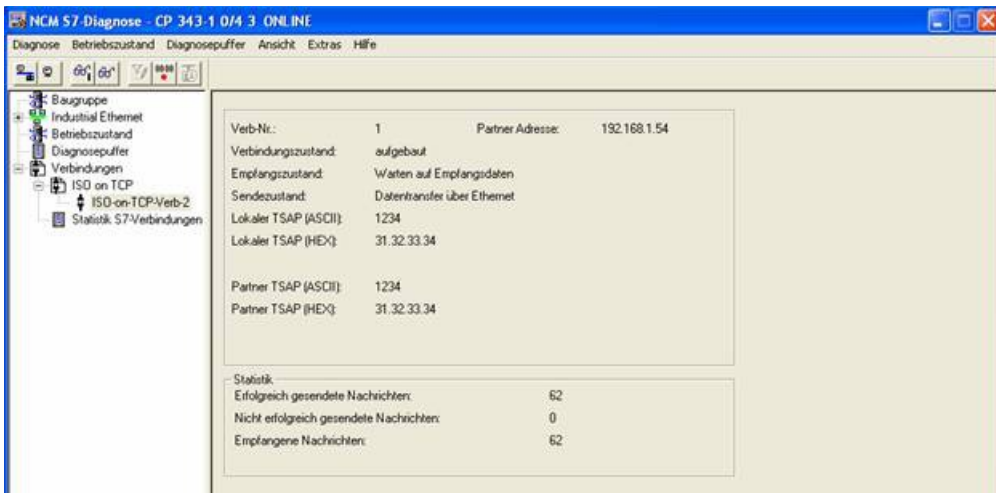 NCM S7-Diagnose - CP 343-1 0/4 3 ONLINE
Diagnose Betriebszustand Diagnosepuffer Ansicht Extras Hilfe
Baugruppe
Industrial Ethernet
Betriebszustand
Diagnosepuffer
Verbindungen
ISO on TCP
ISO-on-TCP-Verb-2
Statistik S7-Verbindungen
Verb-Nr.: 1 Partner Adresse: 192.168.1.54
Verbindungszustand: aufgebaut
Empfangszustand: Warten auf Empfangsdaten
Sendezustand: Datentransfer über Ethernet
Lokaler TSAP (ASCII): 1234
Lokaler TSAP (HEX): 31.32.33.34
Partner TSAP (ASCII): 1234
Partner TSAP (HEX): 31.32.33.34
Statistik
Erfolgreich gesendete Nachrichten: 62
Nicht erfolgreich gesendete Nachrichten: 0
Empfangene Nachrichten: 62